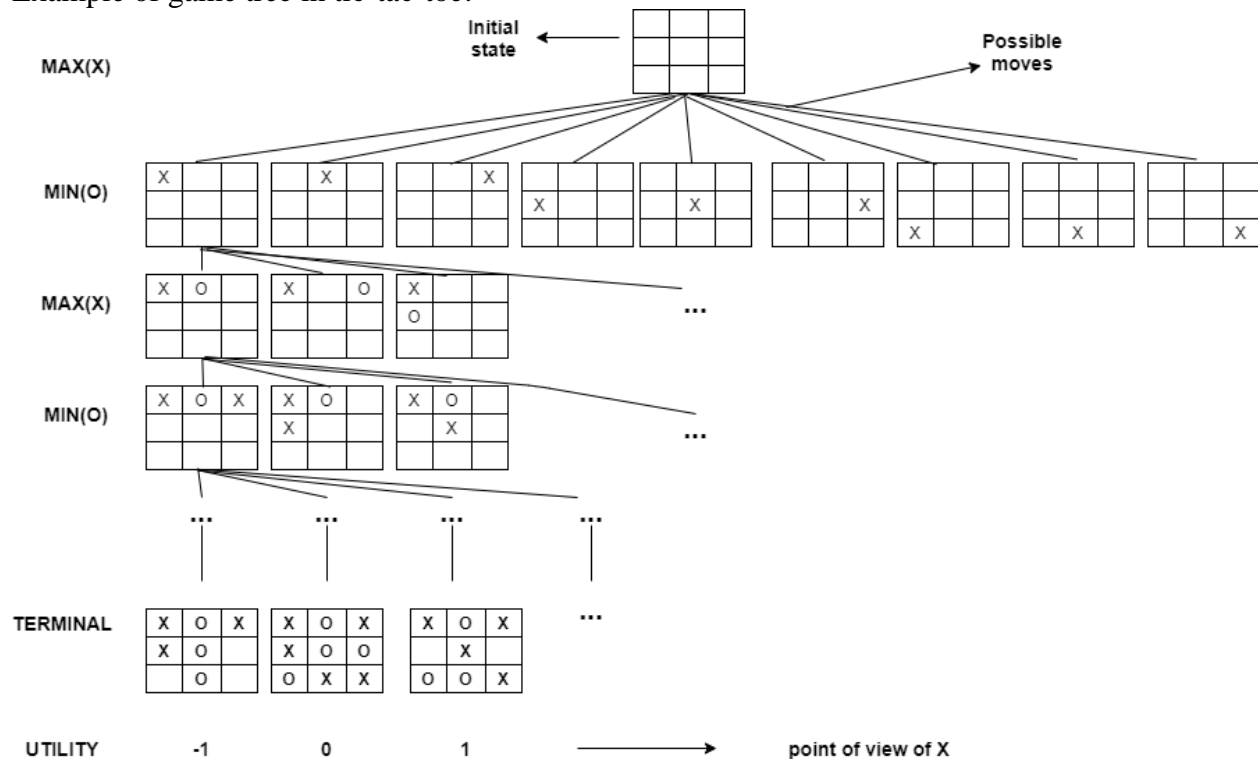 Example of game tree in tic-tac-toe:
Initial
state
Possible
moves
MAX(X)
MIN(O)
X X X X X X X X X
MAX(X)
X O X O X
O
...
MIN(O)
X O X X O X O
X X
...
... ... ... ...
TERMINAL
X O X X O X X O X
X O X O O X
O O X X O O X
...
UTILITY -1 0 1 point of view of X